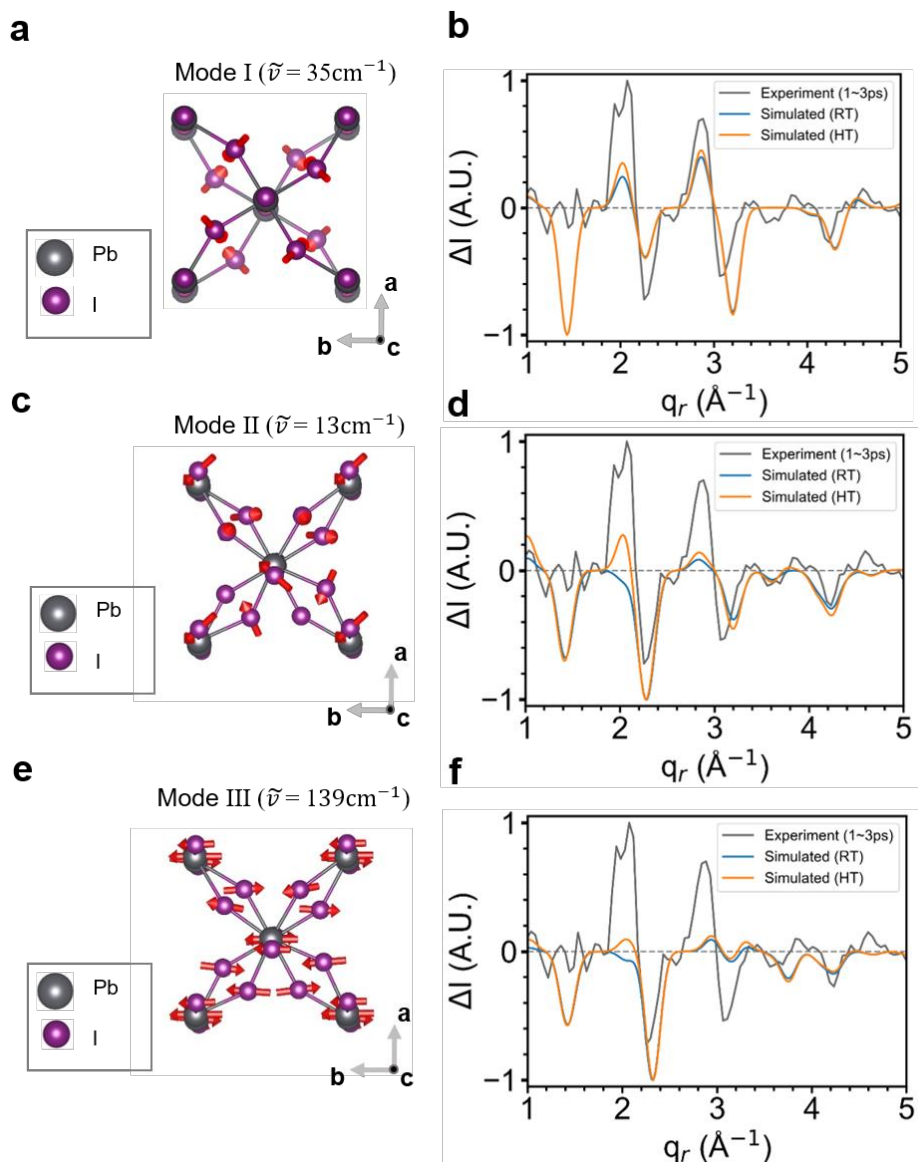 a
Mode I (ṽ = 35cm⁻¹)
Pb
I
a
b
c
b
Experiment (1~3ps)
Simulated (RT)
Simulated (HT)
ΔI (A.U.)
1
0
−1
1 2 3 4 5
qᵣ (Å⁻¹)
c
Mode II (ṽ = 13cm⁻¹)
Pb
I
a
b
c
d
Experiment (1~3ps)
Simulated (RT)
Simulated (HT)
ΔI (A.U.)
1
0
−1
1 2 3 4 5
qᵣ (Å⁻¹)
e
Mode III (ṽ = 139cm⁻¹)
Pb
I
a
b
c
f
Experiment (1~3ps)
Simulated (RT)
Simulated (HT)
ΔI (A.U.)
1
0
−1
1 2 3 4 5
qᵣ (Å⁻¹)